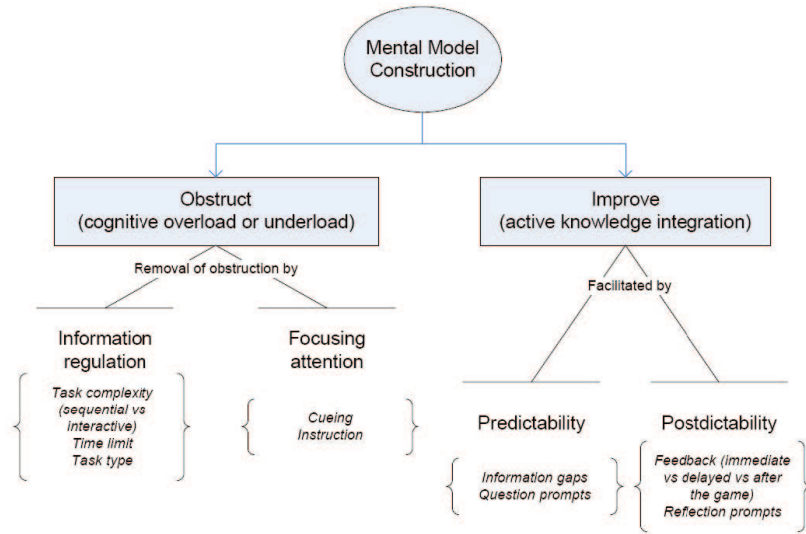 Mental Model
Construction
Obstruct
(cognitive overload or underload)
Improve
(active knowledge integration)
Removal of obstruction by
Facilitated by
Information
regulation
Task complexity
(sequential vs
interactive)
Time limit
Task type
Focusing
attention
Cueing
Instruction
Predictability
Information gaps
Question prompts
Postdictability
Feedback (immediate
vs delayed vs after
the game)
Reflection prompts